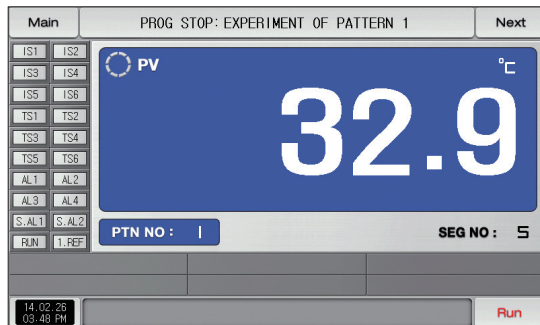 Main PROG STOP: EXPERIMENT OF PATTERN 1 Next
IS1 IS2
IS3 IS4
IS5 IS6
TS1 TS2
TS3 TS4
TS5 TS6
AL1 AL2
AL3 AL4
S.AL1 S.AL2
RUN 1.REF
PV ℃
32.9
PTN NO : 1 SEG NO : 5
14.02.26
03:48 PM
Run